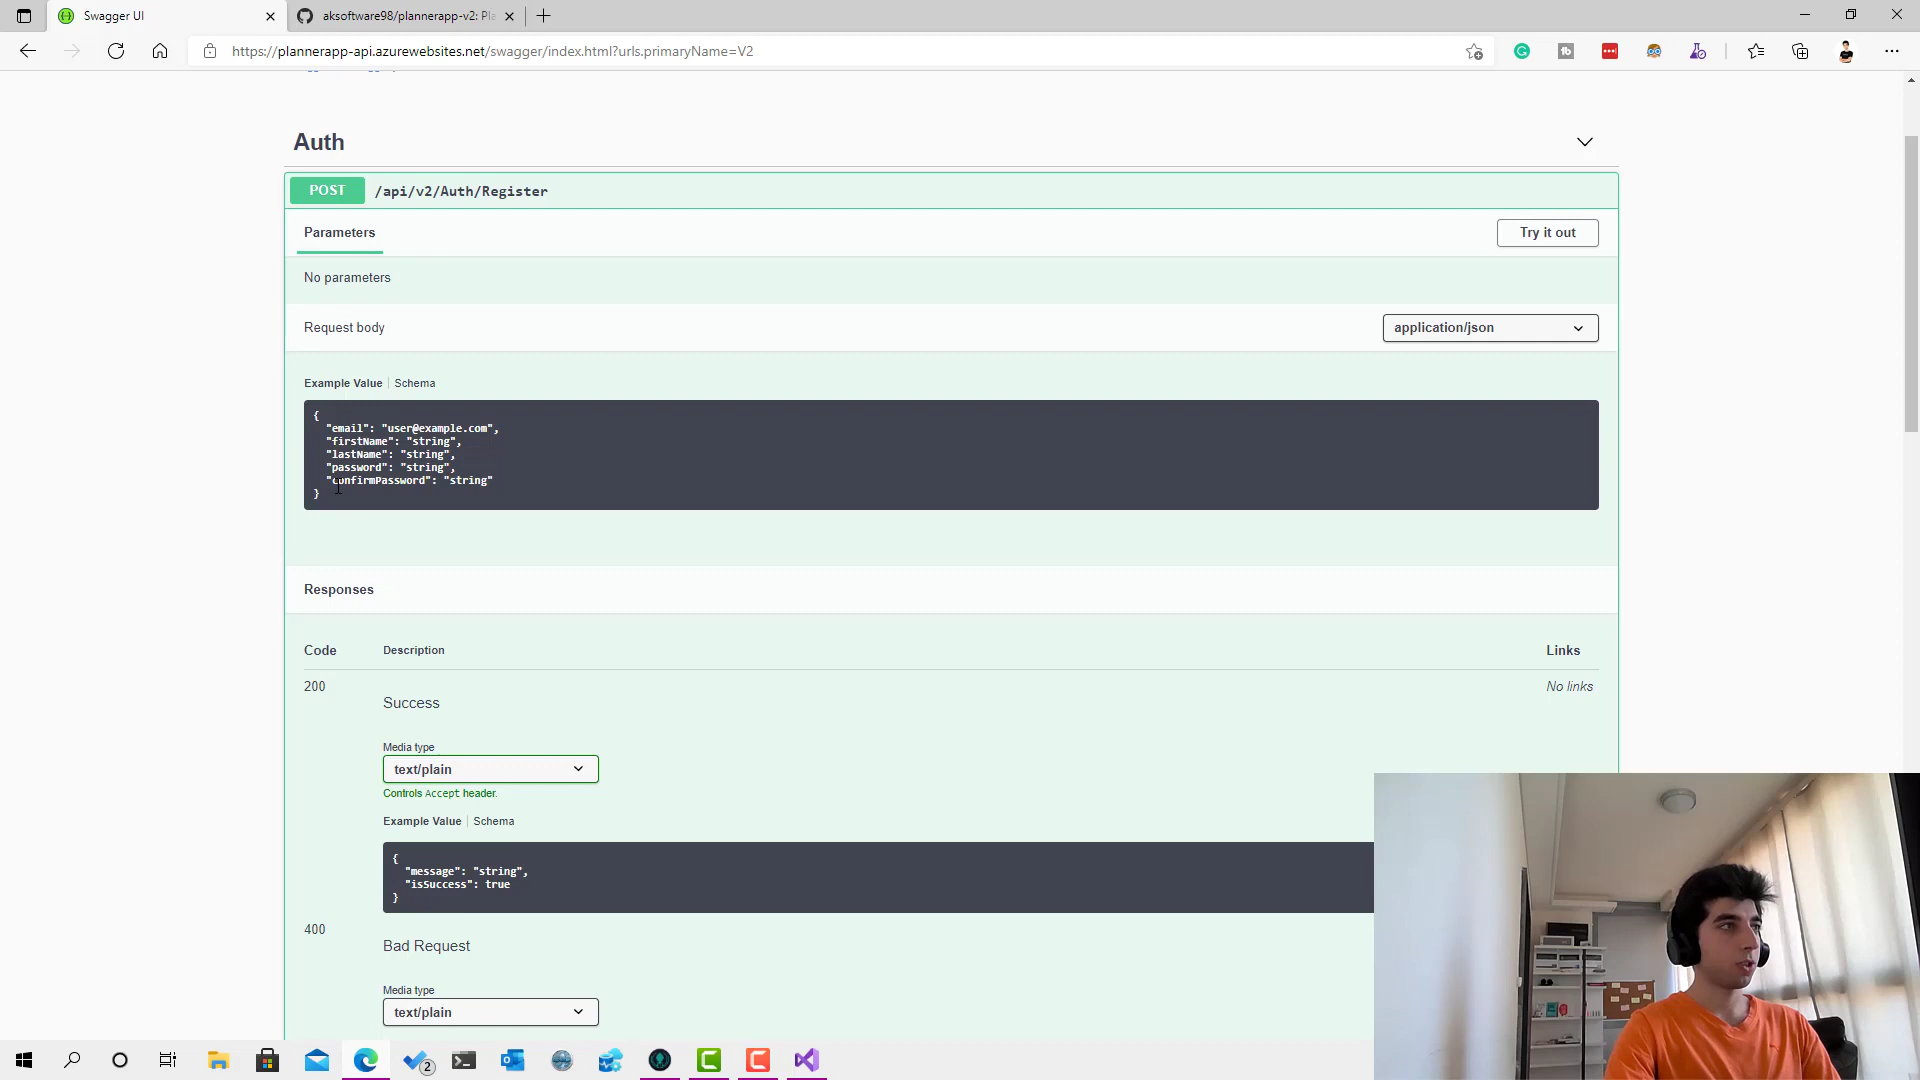 Swagger UI
aksoftware98/plannerapp-v2: Pl
https://plannerapp-api.azurewebsites.net/swagger/index.html?urls.primaryName=V2
Auth
POST
/api/v2/Auth/Register
Parameters
Try it out
No parameters
Request body
application/json
Example Value
Schema
{
"email": "user@example.com",
"firstName": "string",
"lastName": "string",
"password": "string",
"confirmPassword": "string"
}
Responses
Code
Description
Links
200
Success
No links
Media type
text/plain
Controls Accept header.
Example Value
Schema
{
"message": "string",
"isSuccess": true
}
400
Bad Request
Media type
text/plain
2